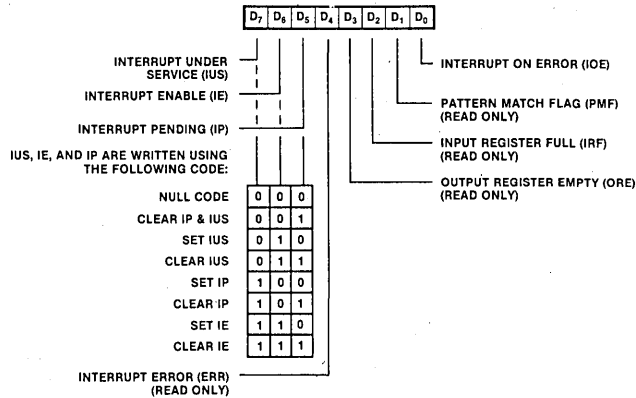 D7 D6 D5 D4 D3 D2 D1 D0
INTERRUPT UNDER
SERVICE (IUS)
INTERRUPT ENABLE (IE)
INTERRUPT PENDING (IP)
IUS, IE, AND IP ARE WRITTEN USING
THE FOLLOWING CODE:
NULL CODE 0 0 0
CLEAR IP & IUS 0 0 1
SET IUS 0 1 0
CLEAR IUS 0 1 1
SET IP 1 0 0
CLEAR IP 1 0 1
SET IE 1 1 0
CLEAR IE 1 1 1
INTERRUPT ERROR (ERR)
(READ ONLY)
INTERRUPT ON ERROR (IOE)
PATTERN MATCH FLAG (PMF)
(READ ONLY)
INPUT REGISTER FULL (IRF)
(READ ONLY)
OUTPUT REGISTER EMPTY (ORE)
(READ ONLY)